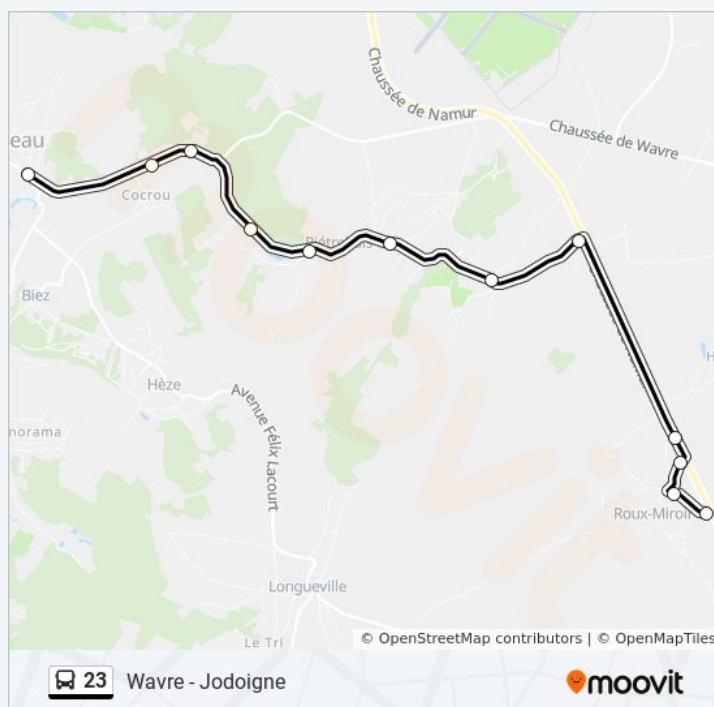 Chaussée de Namur
Chaussée de Wavre
eau
Cocrou
Biez
Hèze
norama
Avenue Félix Lacourt
Roux-Miroir
Longueville
Le Tri
© OpenStreetMap contributors | © OpenMapTiles
23 Wavre - Jodoigne
moovit